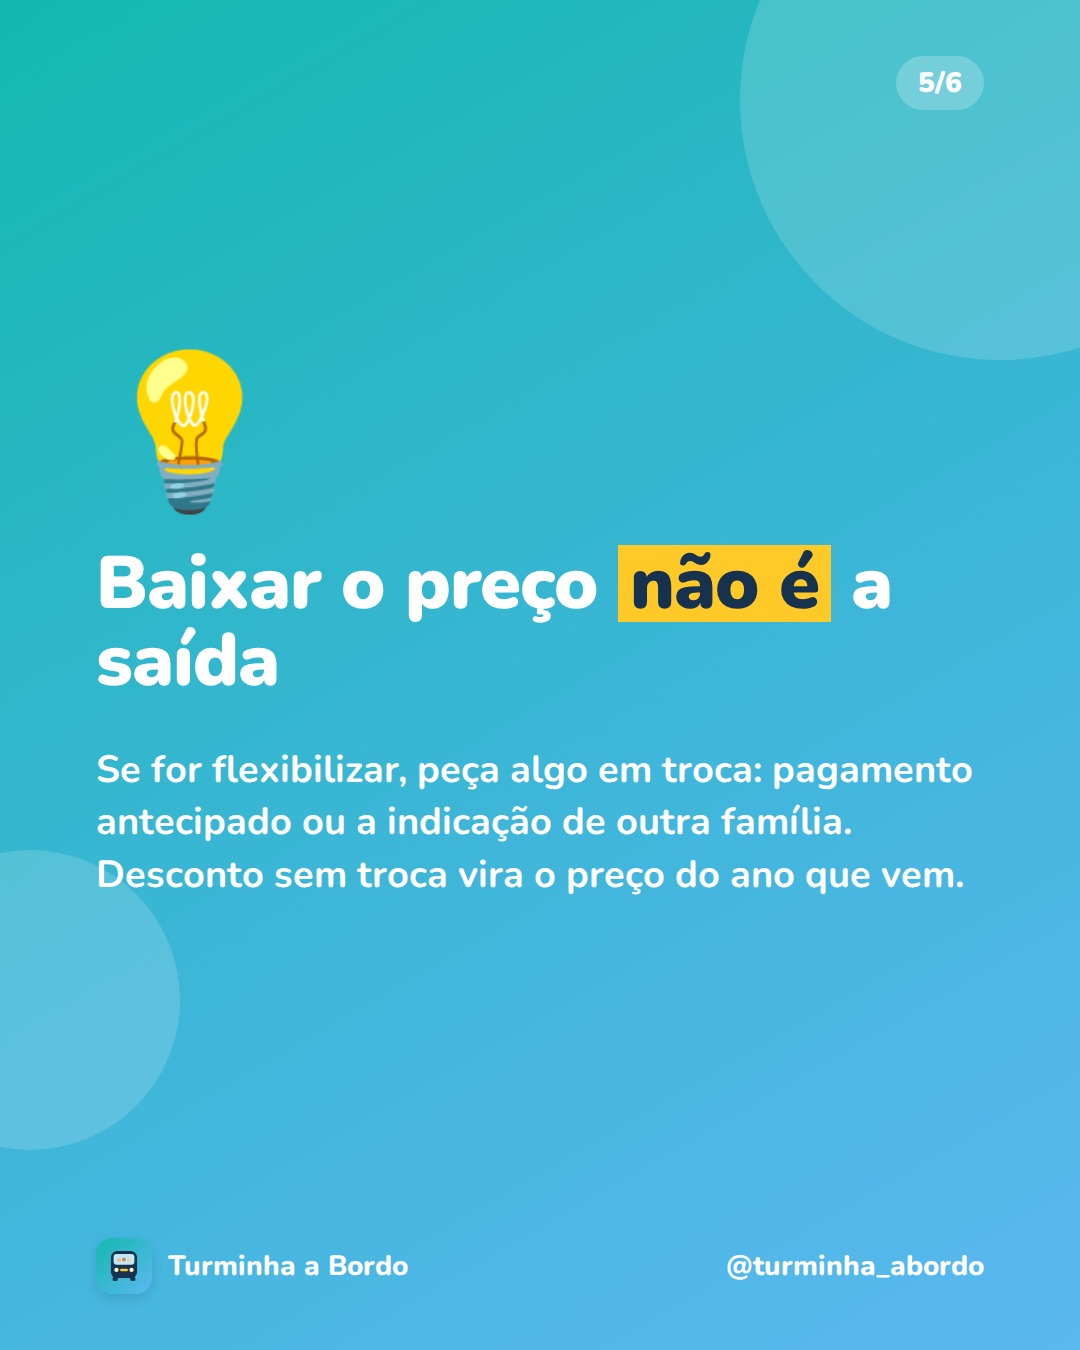 5/6
Baixar o preço não é a
saída
Se for flexibilizar, peça algo em troca: pagamento
antecipado ou a indicação de outra família.
Desconto sem troca vira o preço do ano que vem.
Turminha a Bordo
@turminha_abordo